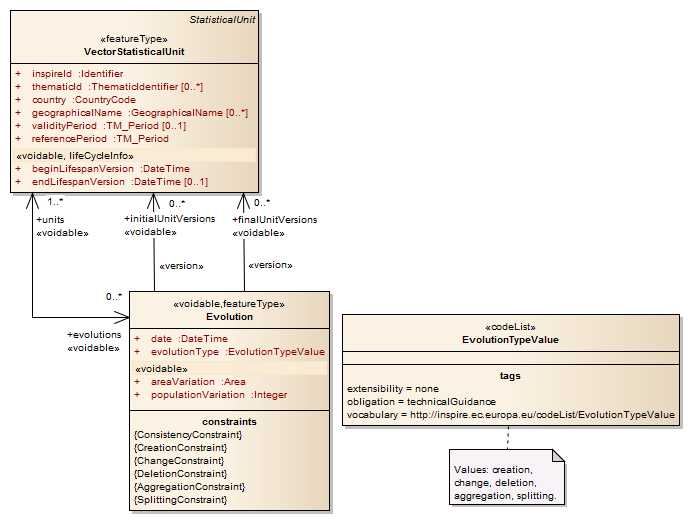 StatisticalUnit
«featureType»
VectorStatisticalUnit
+ inspireId :Identifier
+ thematicId :ThematicIdentifier [0..*]
+ country :CountryCode
+ geographicalName :GeographicalName [0..*]
+ validityPeriod :TM_Period [0..1]
+ referencePeriod :TM_Period
«voidable, lifeCycleInfo»
+ beginLifespanVersion :DateTime
+ endLifespanVersion :DateTime [0..1]
1..*
+units
«voidable»
0..*
+initialUnitVersions
«voidable»
0..*
+finalUnitVersions
«voidable»
«version»
«version»
0..*
+evolutions
«voidable»
«voidable,featureType»
Evolution
+ date :DateTime
+ evolutionType :EvolutionTypeValue
«voidable»
+ areaVariation :Area
+ populationVariation :Integer
constraints
{ConsistencyConstraint}
{CreationConstraint}
{ChangeConstraint}
{DeletionConstraint}
{AggregationConstraint}
{SplittingConstraint}
«codeList»
EvolutionTypeValue
tags
extensibility = none
obligation = technicalGuidance
vocabulary = http://inspire.ec.europa.eu/codeList/EvolutionTypeValue
Values: creation,
change, deletion,
aggregation, splitting.